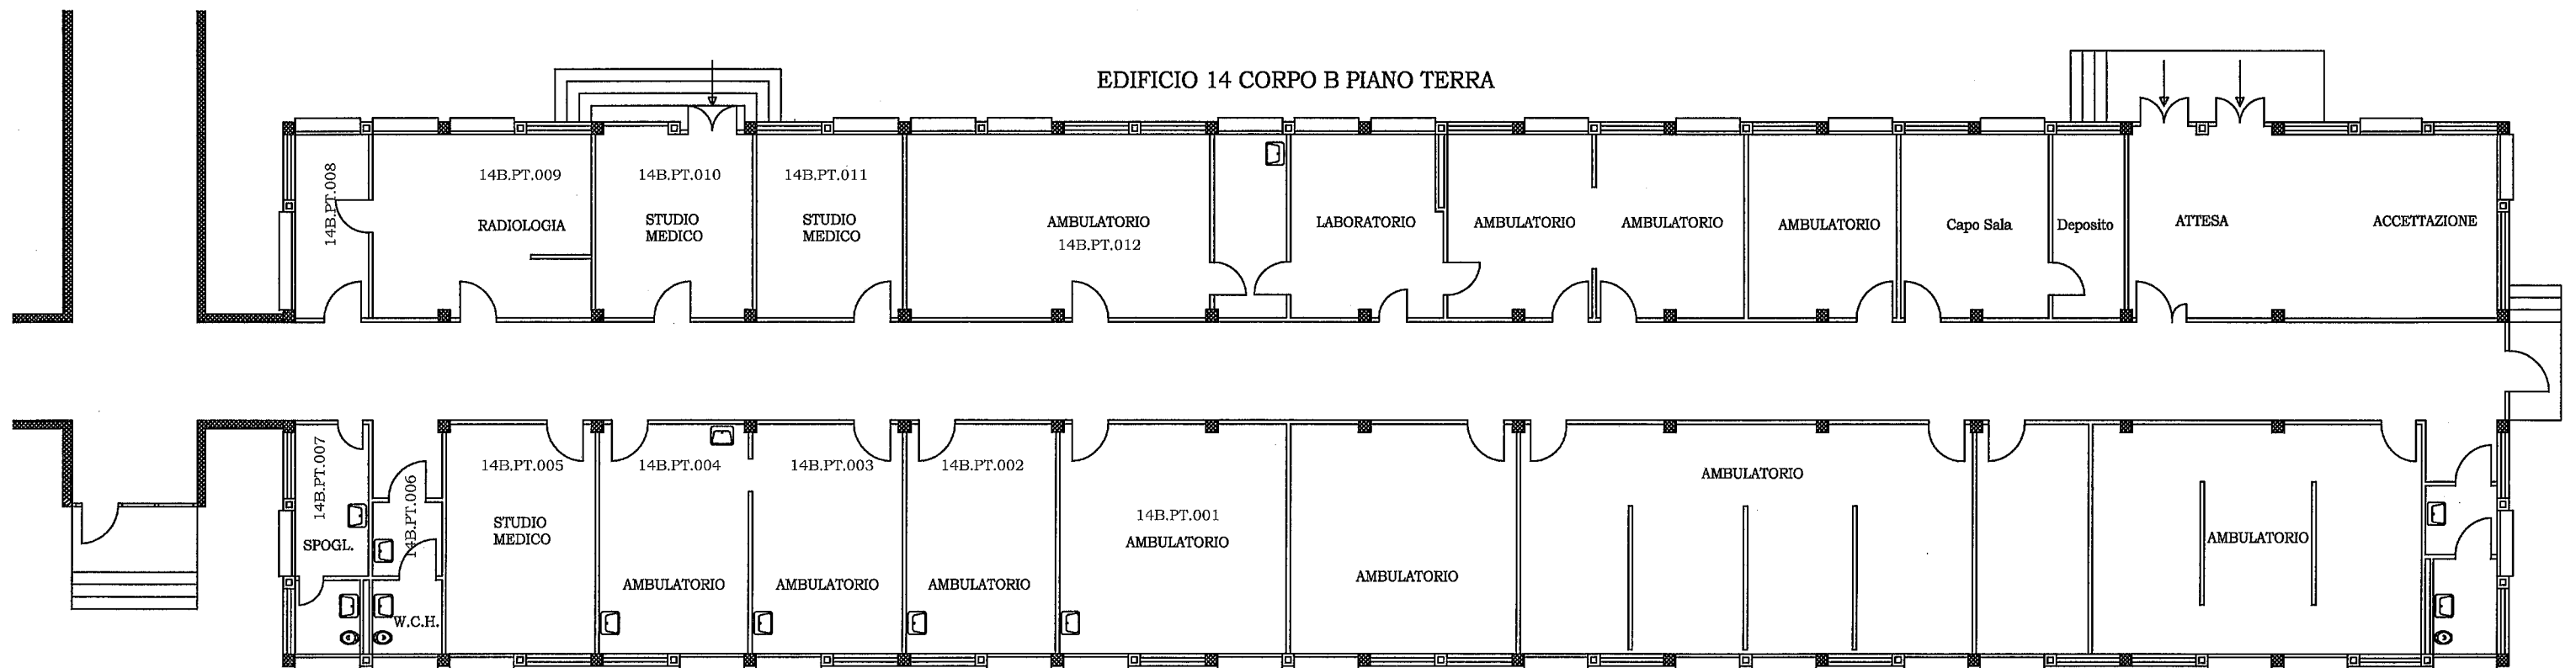 EDIFICIO 14 CORPO B PIANO TERRA
14B.PT.008
14B.PT.009
RADIOLOGIA
14B.PT.010
STUDIO
MEDICO
14B.PT.011
STUDIO
MEDICO
AMBULATORIO
14B.PT.012
LABORATORIO
AMBULATORIO
AMBULATORIO
AMBULATORIO
Capo Sala
Deposito
ATTESA
ACCETTAZIONE
14B.PT.007
SPOGL.
14B.PT.006
W.C.H.
14B.PT.005
STUDIO
MEDICO
14B.PT.004
AMBULATORIO
14B.PT.003
AMBULATORIO
14B.PT.002
AMBULATORIO
14B.PT.001
AMBULATORIO
AMBULATORIO
AMBULATORIO
AMBULATORIO